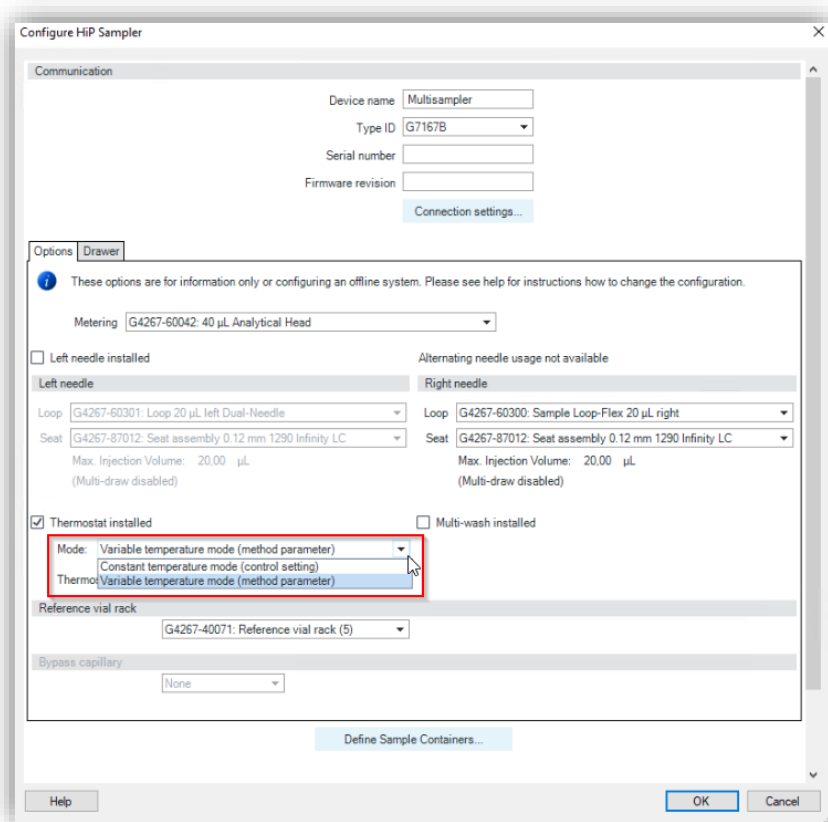 Configure HiP Sampler
Communication
Device name Multisampler
Type ID G7167B
Serial number
Firmware revision
Connection settings...
Options Drawer
These options are for information only or configuring an offline system. Please see help for instructions how to change the configuration.
Metering G4267-60042: 40 µL Analytical Head
Left needle installed Alternating needle usage not available
Left needle Right needle
Loop G4267-60301: Loop 20 µL left Dual-Needle Loop G4267-60300: Sample Loop-Flex 20 µL right
Seat G4267-87012: Seat assembly 0.12 mm 1290 Infinity LC Seat G4267-87012: Seat assembly 0.12 mm 1290 Infinity LC
Max. Injection Volume: 20,00 µL Max. Injection Volume: 20,00 µL
(Multi-draw disabled) (Multi-draw disabled)
Thermostat installed Multi-wash installed
Mode: Variable temperature mode (method parameter)
Constant temperature mode (control setting)
Thermo Variable temperature mode (method parameter)
Reference vial rack
G4267-40071: Reference vial rack (5)
Bypass capillary
None
Define Sample Containers...
Help OK Cancel